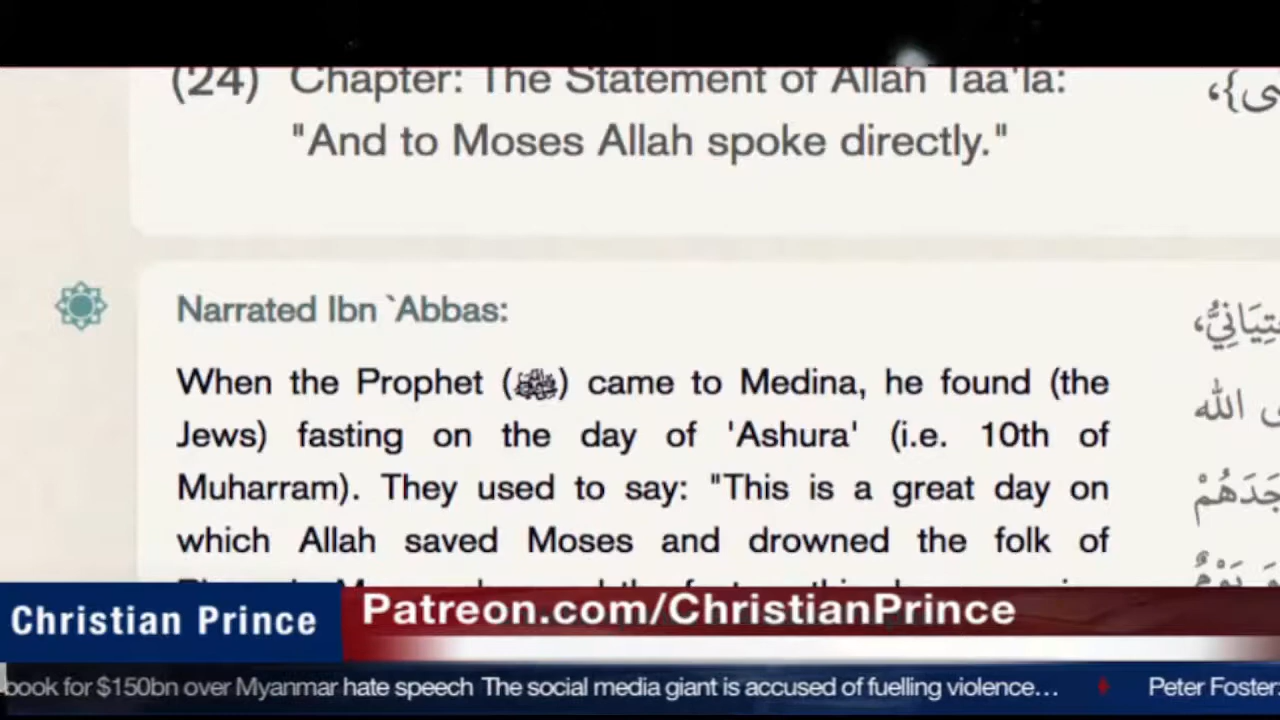 (24) Chapter: The Statement of Allah Taa'la:
"And to Moses Allah spoke directly."
Narrated Ibn `Abbas:
When the Prophet (ﷺ) came to Medina, he found (the
Jews) fasting on the day of 'Ashura' (i.e. 10th of
Muharram). They used to say: "This is a great day on
which Allah saved Moses and drowned the folk of
الله
Christian Prince
Patreon.com/ChristianPrince
book for $150bn over Myanmar hate speech The social media giant is accused of fuelling violence... Peter Foster: